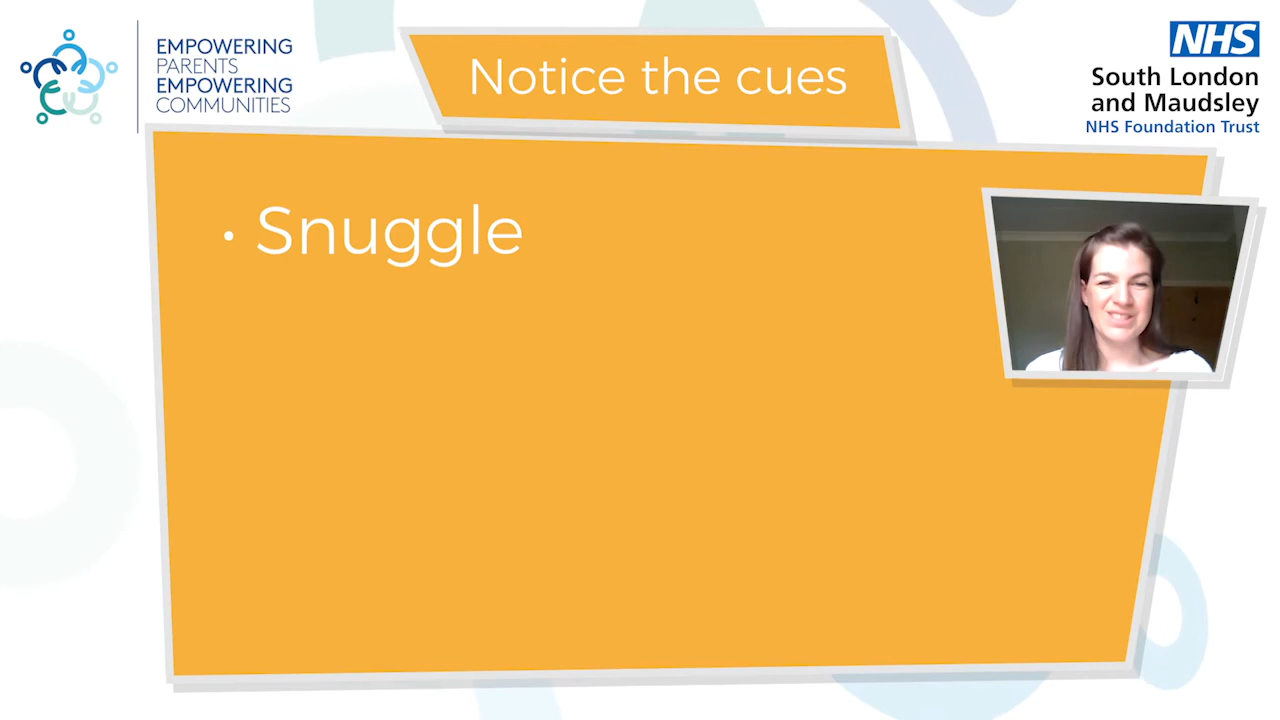 EMPOWERING
PARENTS
EMPOWERING
COMMUNITIES
Notice the cues
NHS
South London
and Maudsley
NHS Foundation Trust
• Snuggle